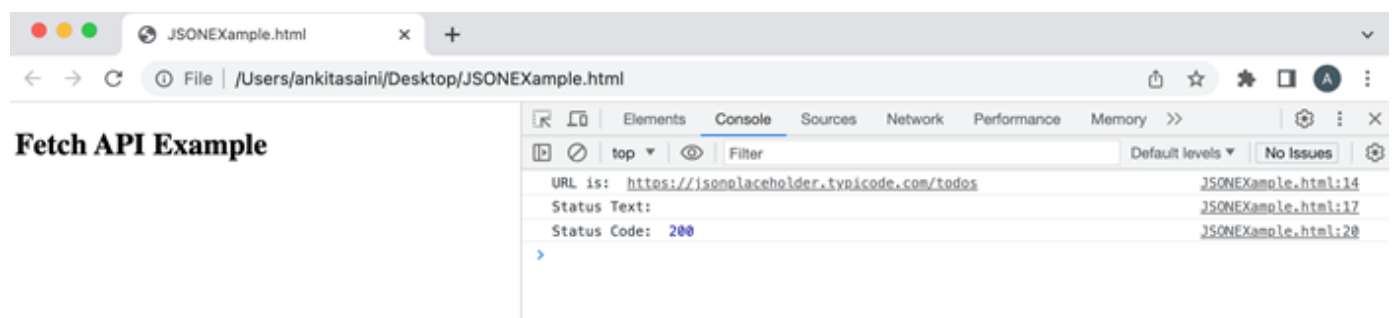 JSONEXample.html
File | /Users/ankitasaini/Desktop/JSONEXample.html
A
Fetch API Example
Elements Console Sources Network Performance Memory
top Filter Default levels No Issues
URL is: https://jsonplaceholder.typicode.com/todos JSONEXample.html:14
Status Text: JSONEXample.html:17
Status Code: 200 JSONEXample.html:20